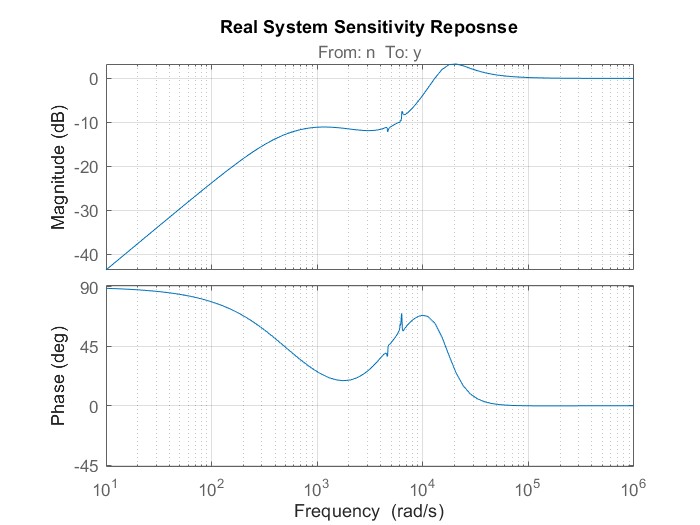 Real System Sensitivity Reposnse
From: n To: y
Magnitude (dB)
0
-10
-20
-30
-40
Phase (deg)
90
45
0
-45
10^1 10^2 10^3 10^4 10^5 10^6
Frequency (rad/s)